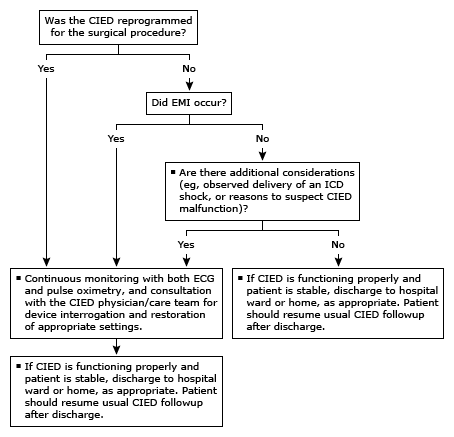 Was the CIED reprogrammed
for the surgical procedure?
Yes
No
Did EMI occur?
Yes
No
▪ Are there additional considerations
(eg, observed delivery of an ICD
shock, or reasons to suspect CIED
malfunction)?
Yes
No
▪ Continuous monitoring with both ECG
and pulse oximetry, and consultation
with the CIED physician/care team for
device interrogation and restoration
of appropriate settings.
▪ If CIED is functioning properly and
patient is stable, discharge to hospital
ward or home, as appropriate. Patient
should resume usual CIED followup
after discharge.
▪ If CIED is functioning properly and
patient is stable, discharge to hospital
ward or home, as appropriate. Patient
should resume usual CIED followup
after discharge.